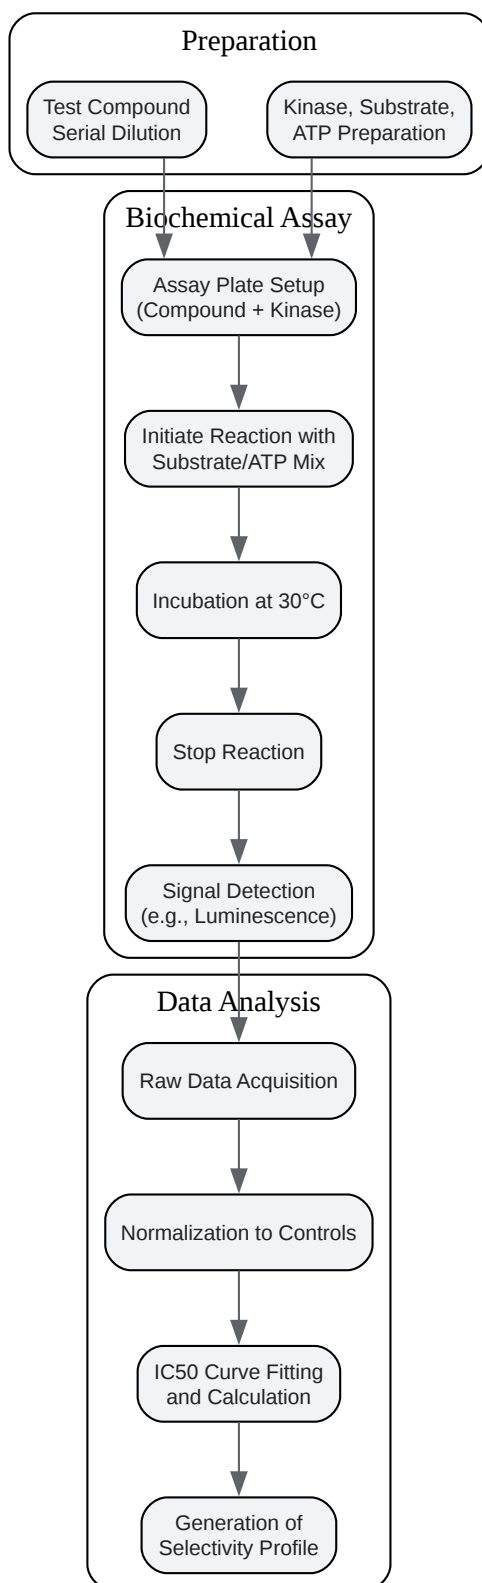 Preparation
Test Compound
Serial Dilution
Kinase, Substrate,
ATP Preparation
Biochemical Assay
Assay Plate Setup
(Compound + Kinase)
Initiate Reaction with
Substrate/ATP Mix
Incubation at 30°C
Stop Reaction
Signal Detection
(e.g., Luminescence)
Data Analysis
Raw Data Acquisition
Normalization to Controls
IC50 Curve Fitting
and Calculation
Generation of
Selectivity Profile